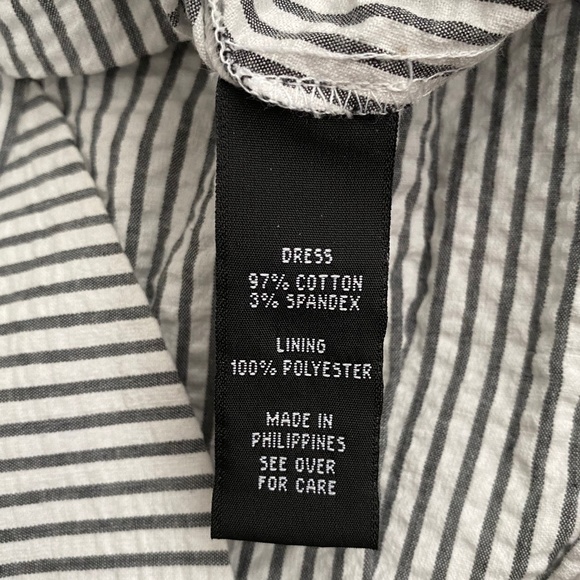 DRESS
97% COTTON
3% SPANDEX
LINING
100% POLYESTER
MADE IN
PHILIPPINES
SEE OVER
FOR CARE